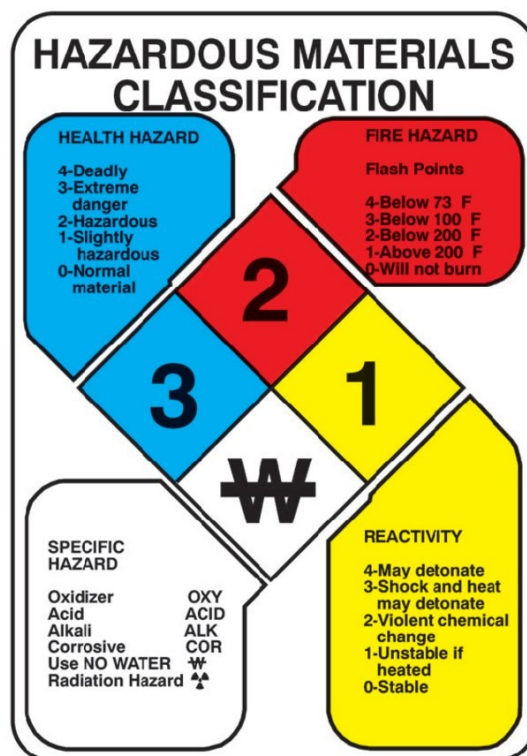 HAZARDOUS MATERIALS
CLASSIFICATION
HEALTH HAZARD
4-Deadly
3-Extreme
danger
2-Hazardous
1-Slightly
hazardous
0-Normal
material
FIRE HAZARD
Flash Points
4-Below 73 F
3-Below 100 F
2-Below 200 F
1-Above 200 F
0-Will not burn
2
3
1
W
SPECIFIC
HAZARD
Oxidizer OXY
Acid ACID
Alkali ALK
Corrosive COR
Use NO WATER W
Radiation Hazard ☢
REACTIVITY
4-May detonate
3-Shock and heat
may detonate
2-Violent chemical
change
1-Unstable if
heated
0-Stable